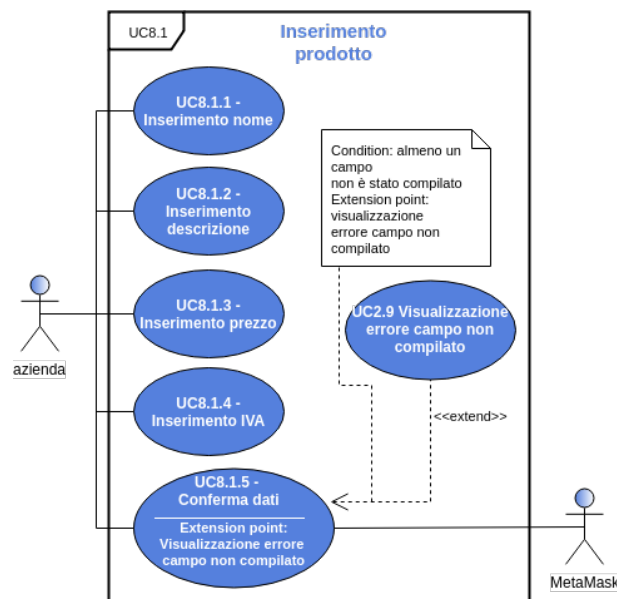 UC8.1
Inserimento
prodotto
UC8.1.1 -
Inserimento nome
Condition: almeno un
campo
non è stato compilato
Extension point:
visualizzazione
errore campo non
compilato
UC8.1.2 -
Inserimento
descrizione
UC8.1.3 -
Inserimento prezzo
UC2.9 Visualizzazione
errore campo non
compilato
azienda
UC8.1.4 -
Inserimento IVA
<<extend>>
UC8.1.5 -
Conferma dati
Extension point:
Visualizzazione errore
campo non compilato
MetaMask